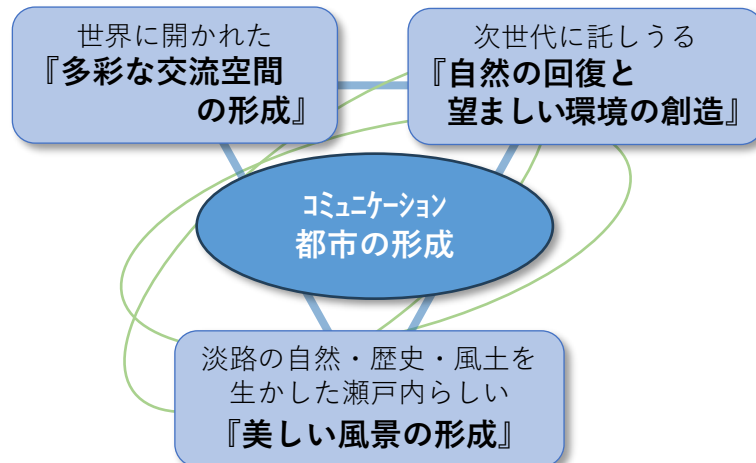 世界に開かれた
『多彩な交流空間
の形成』
次世代に託しうる
『自然の回復と
望ましい環境の創造』
ｺﾐｭﾆｹｰｼｮﾝ
都市の形成
淡路の自然・歴史・風土を
生かした瀬戸内らしい
『美しい風景の形成』